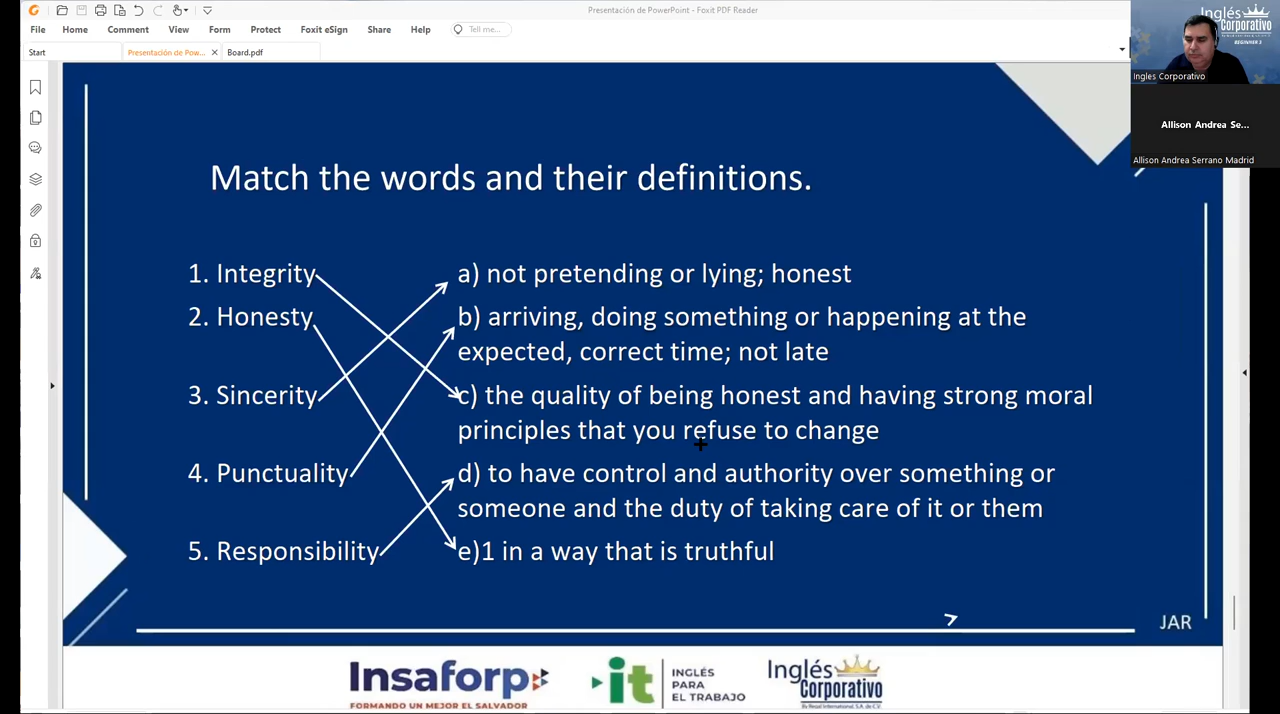 Presentación de PowerPoint - Foxit PDF Reader
File Home Comment View Form Protect Foxit eSign Share Help Tell me...
Start Presentación de Pow... Board.pdf
Inglés
Corporativo
BEGINNER 2
Ingles Corporativo
Allison Andrea Se...
Allison Andrea Serrano Madrid
Match the words and their definitions.
1. Integrity
2. Honesty
3. Sincerity
4. Punctuality
5. Responsibility
a) not pretending or lying; honest
b) arriving, doing something or happening at the
expected, correct time; not late
c) the quality of being honest and having strong moral
principles that you refuse to change
d) to have control and authority over something or
someone and the duty of taking care of it or them
e)1 in a way that is truthful
JAR
Insaforp
FORMANDO UN MEJOR EL SALVADOR
it
INGLÉS
PARA
EL TRABAJO
Inglés
Corporativo